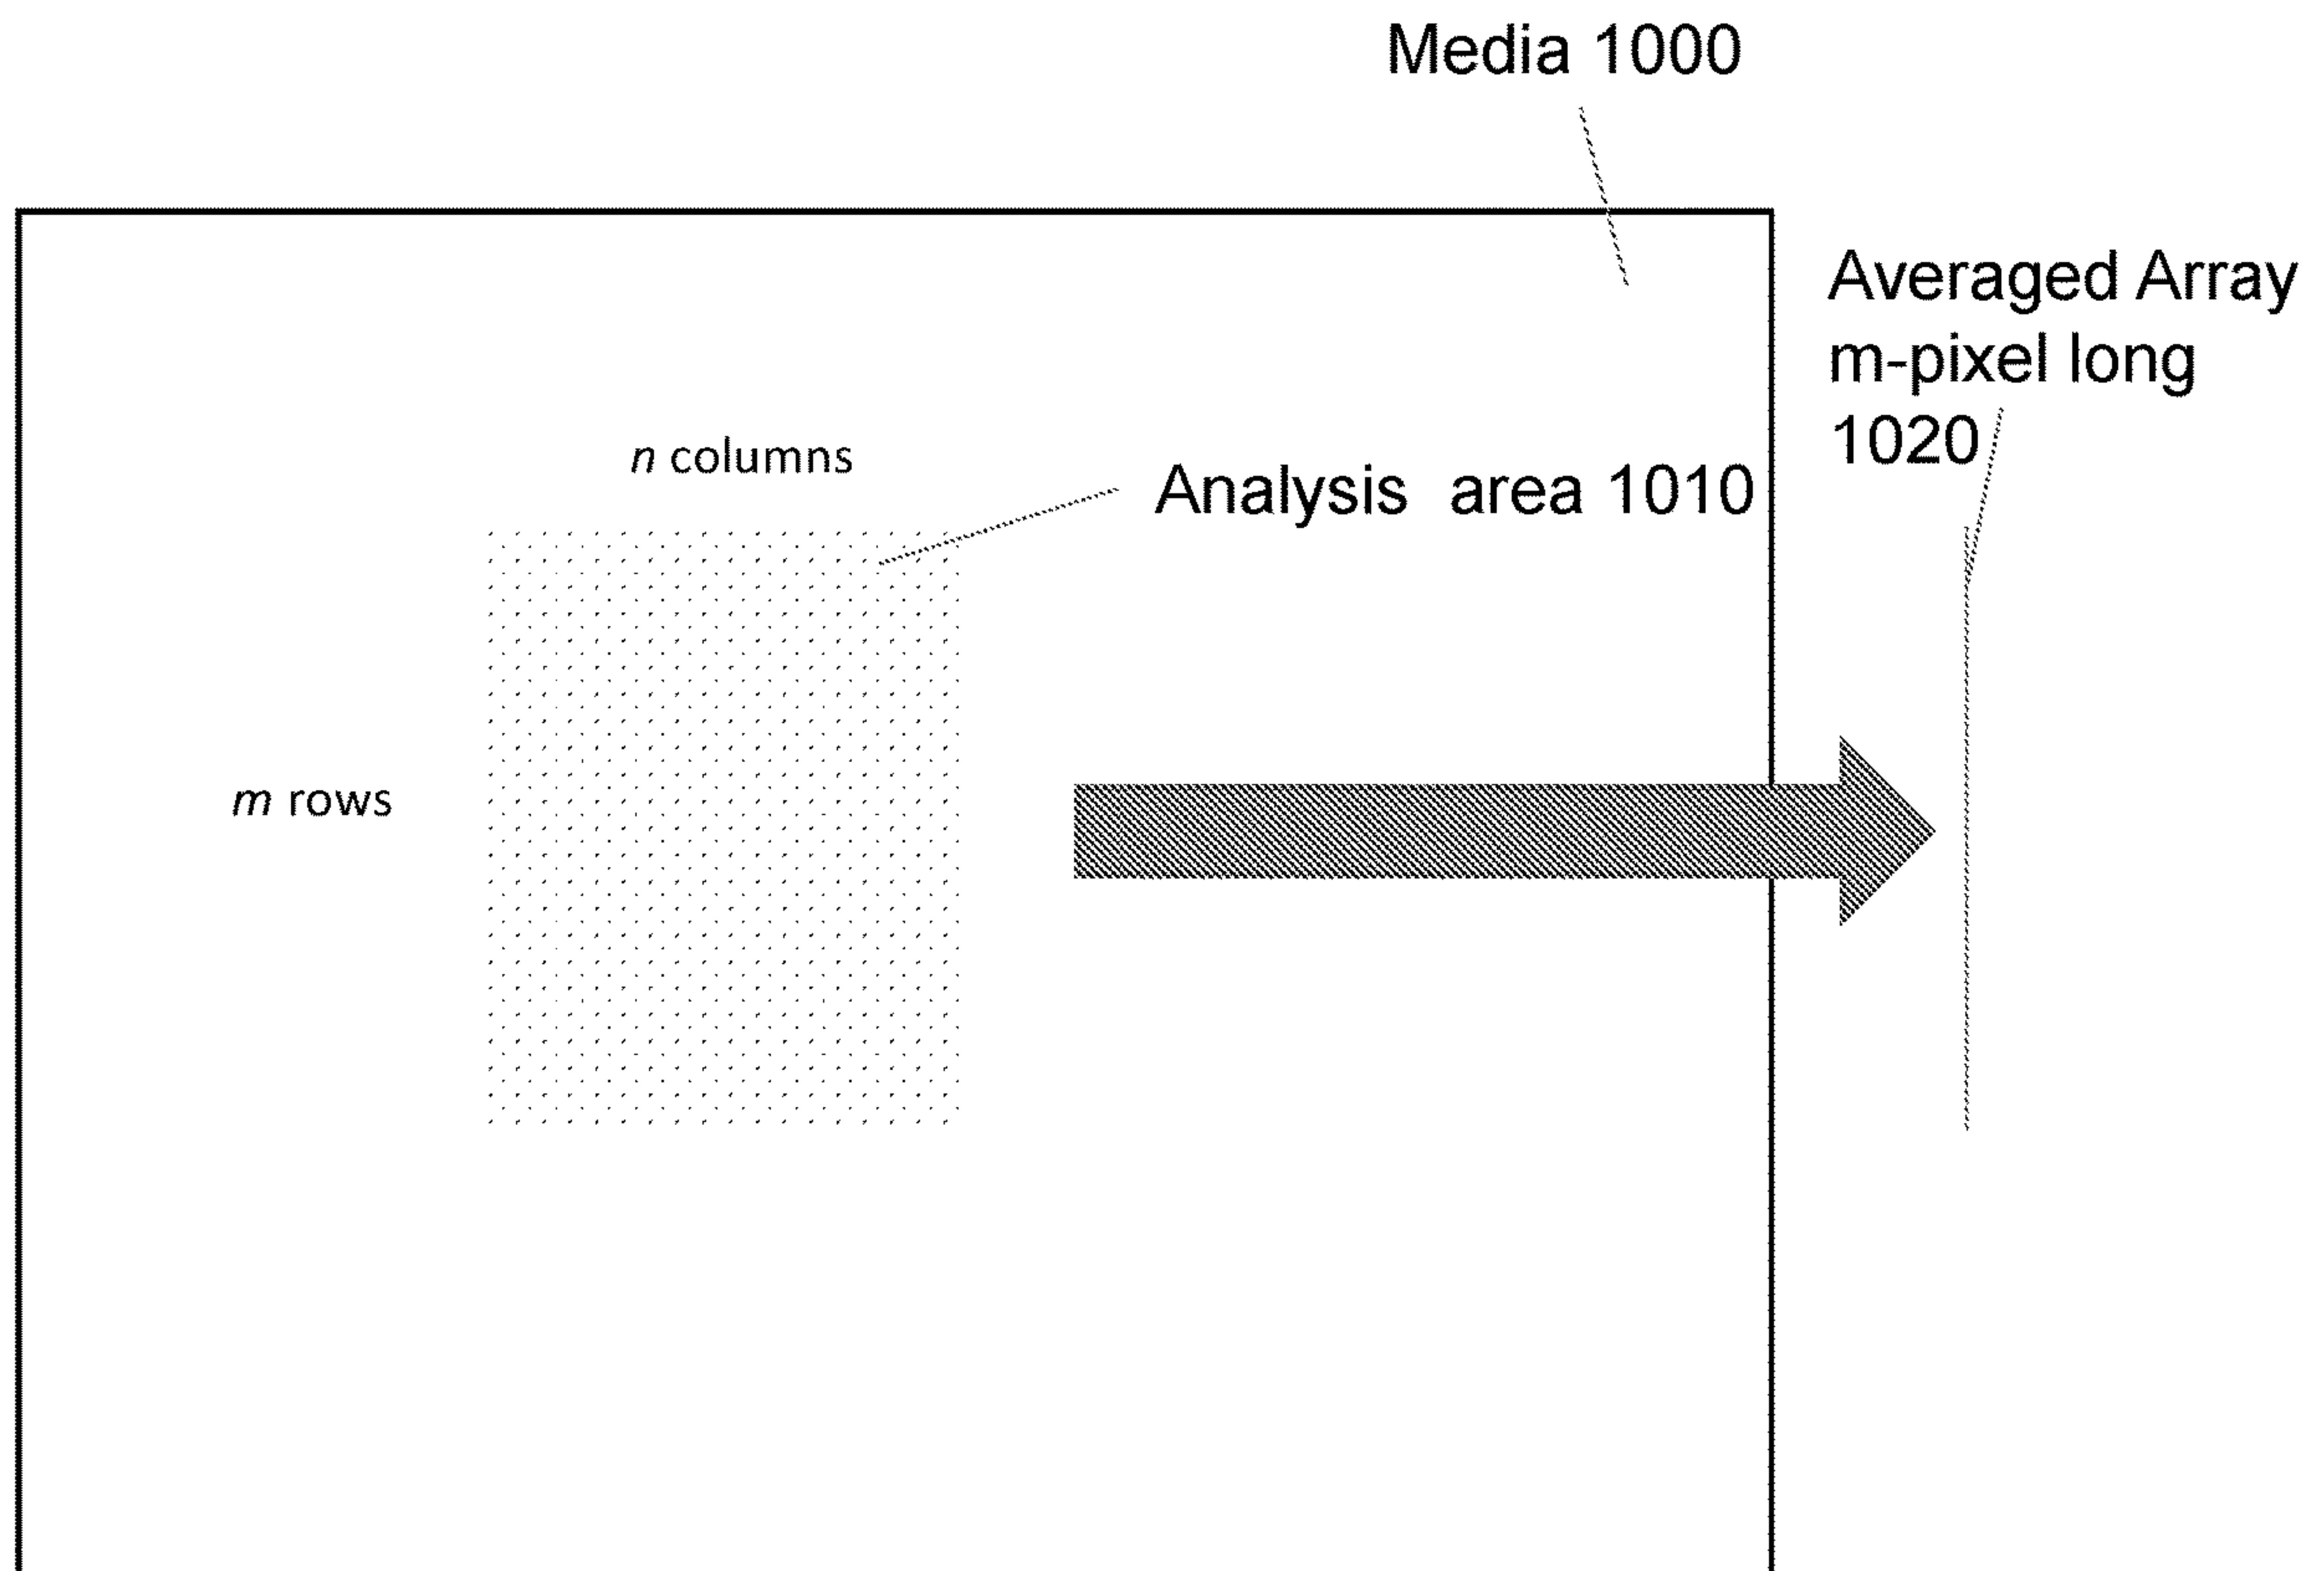 Media 1000
Averaged Array
m-pixel long
1020
n columns
Analysis area 1010
m rows